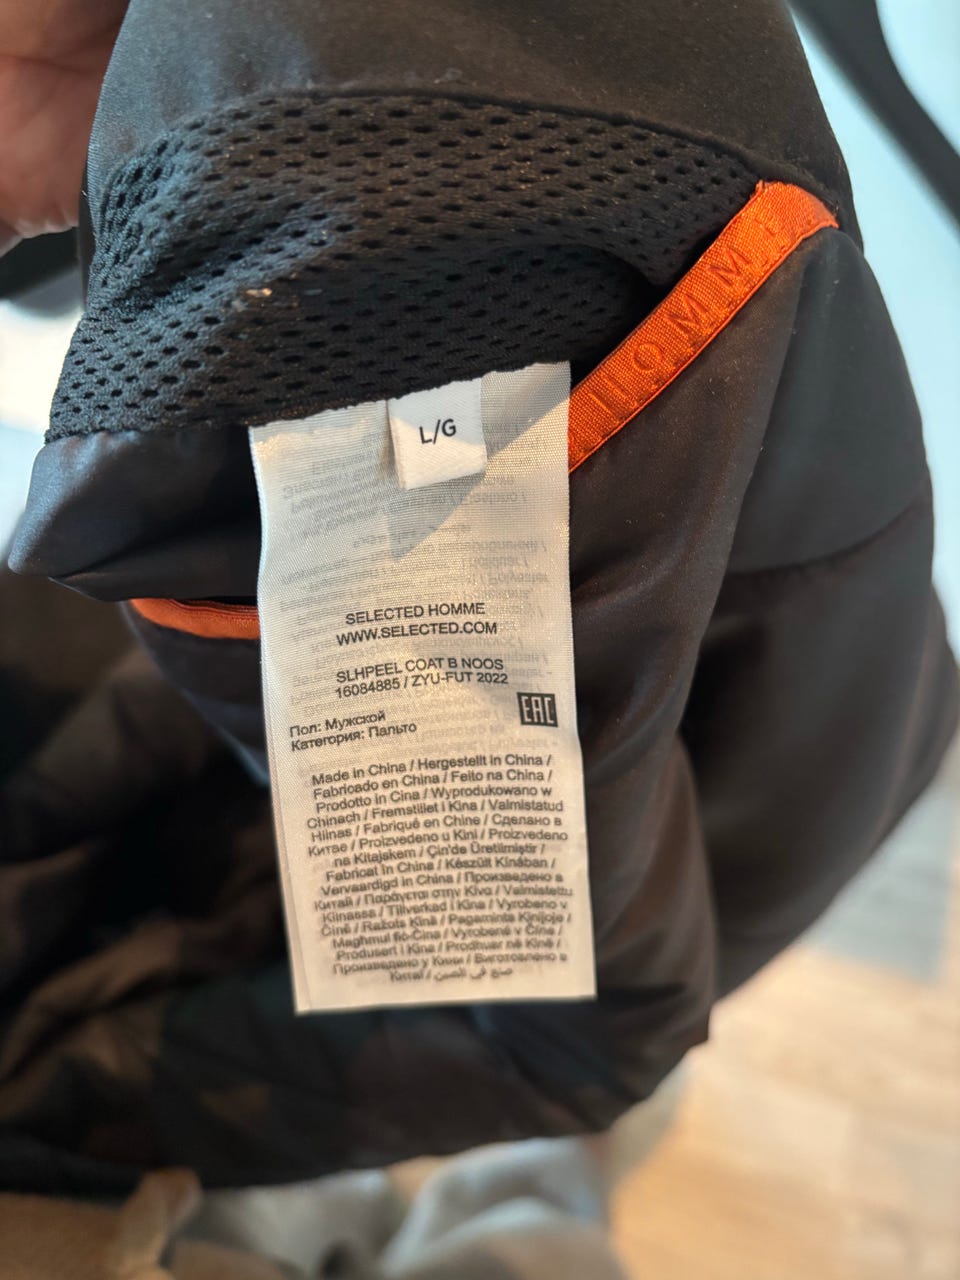 HOMME
L/G
SELECTED HOMME
WWW.SELECTED.COM
SLHPEEL COAT B NOOS
16084885 / ZYU-FUT 2022
EAC
Пол: Мужской
Категория: Пальто
Made in China / Hergestellt in China /
Fabricado en China / Feito na China /
Prodotto in Cina / Wyprodukowano w
Chinach / Fremstillet i Kina / Valmistatud
Hiinas / Fabriqué en Chine / Сделано в
Китае / Proizvedeno u Kini / Proizvedeno
na Kitajskem / Çin'de Üretilmiştir /
Fabricat în China / Készült Kínában /
Vervaardigd in China / Произведено в
Китай / Παράγεται στην Κίνα / Valmistettu
Kiinassa / Tillverkad i Kina / Vyrobeno v
Číně / Ražots Ķīnā / Pagaminta Kinijoje /
Maghmul fiċ-Ċina / Vyrobené v Číne /
Produsert i Kina / Prodhuar në Kinë /
Произведено у Кини / Виготовлено в
Китаї / صنع في الصين